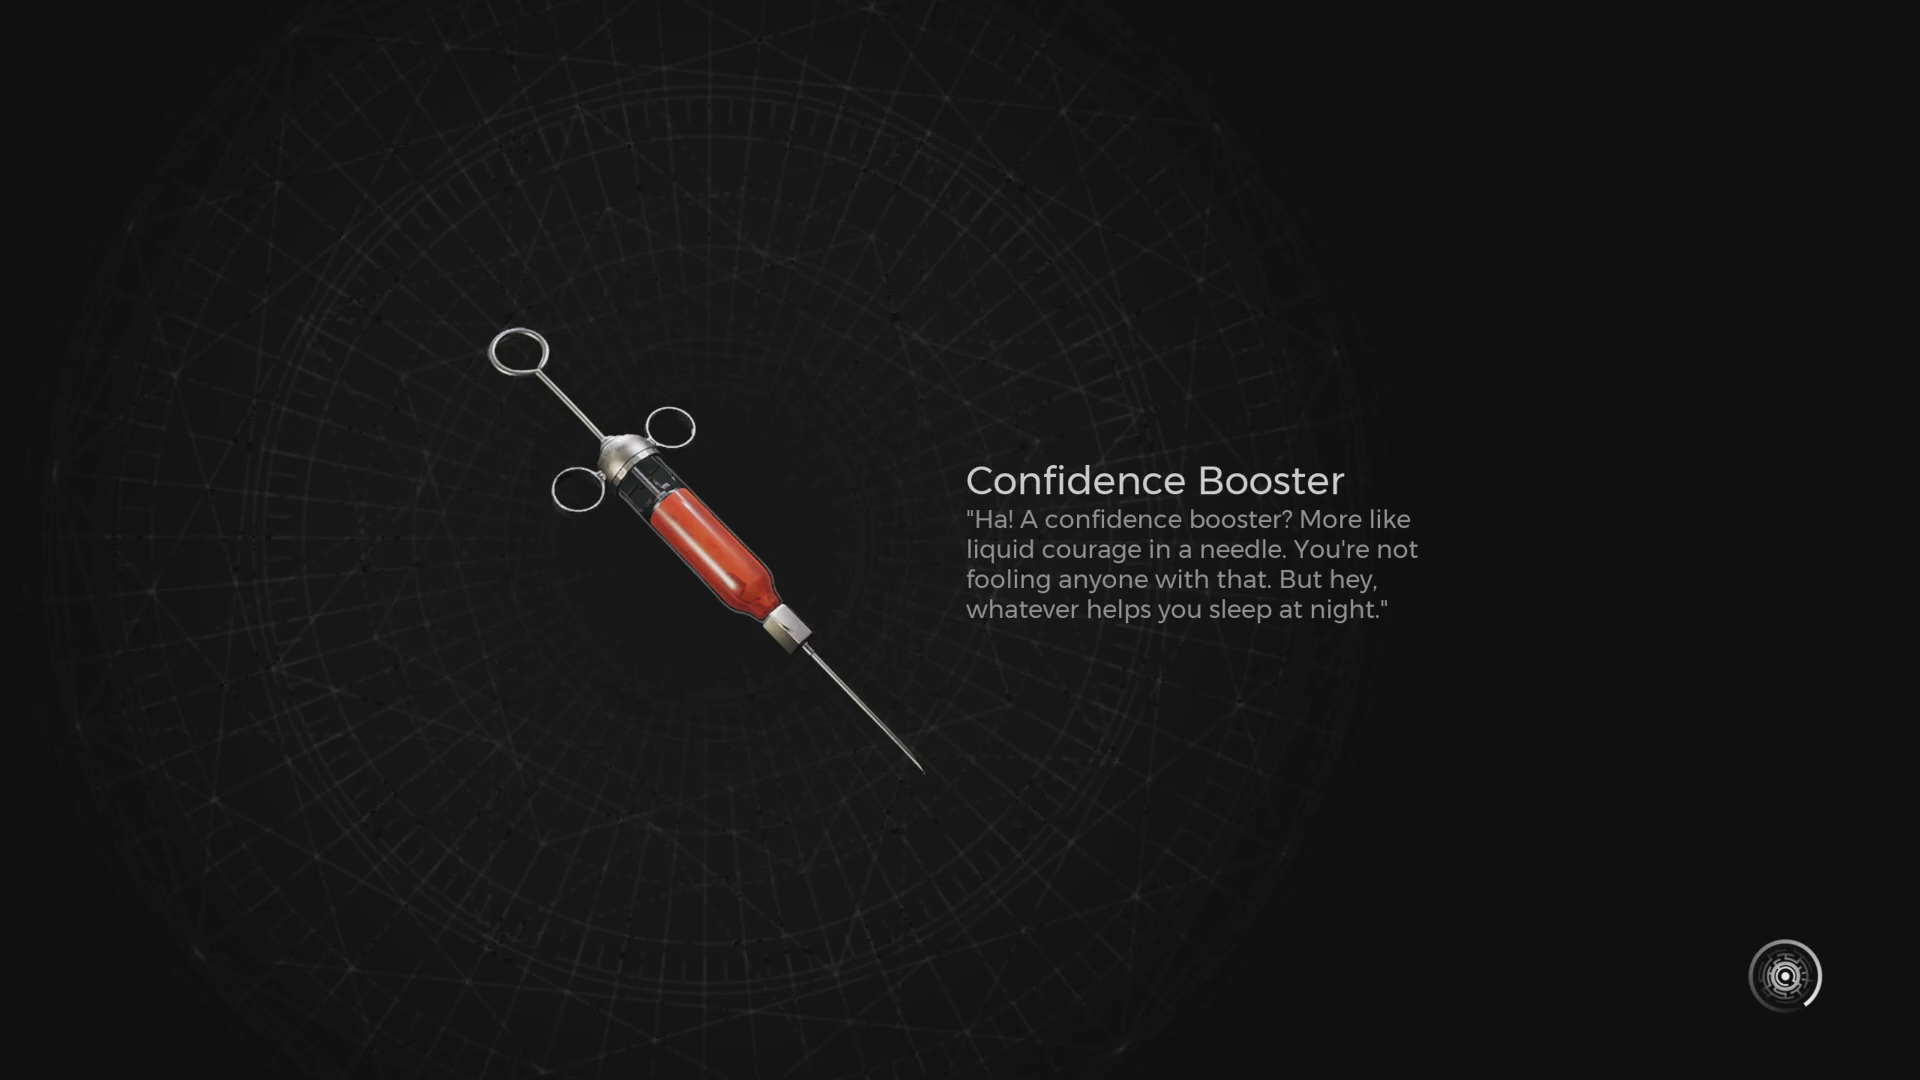 Confidence Booster
"Ha! A confidence booster? More like
liquid courage in a needle. You're not
fooling anyone with that. But hey,
whatever helps you sleep at night."